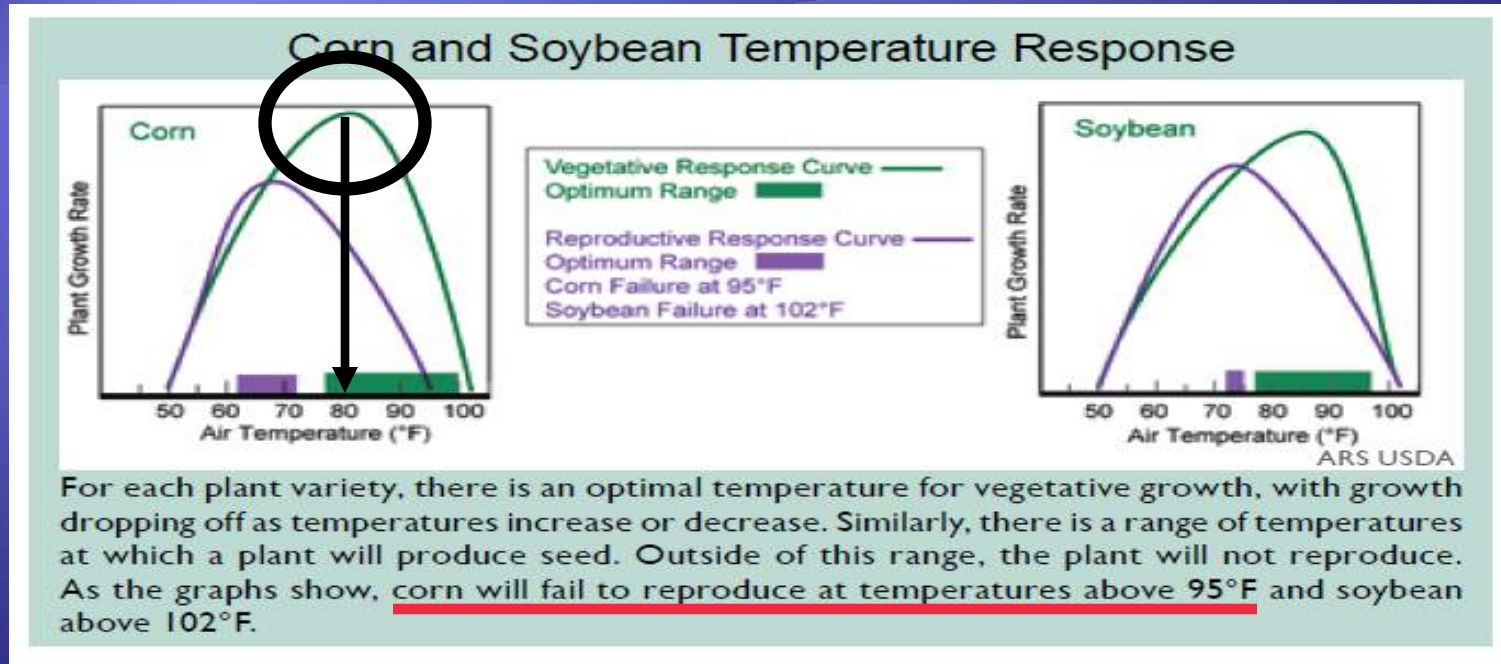 Corn and Soybean Temperature Response
Corn
Plant Growth Rate
50 60 70 80 90 100
Air Temperature (°F)
Vegetative Response Curve
Optimum Range
Reproductive Response Curve
Optimum Range
Corn Failure at 95°F
Soybean Failure at 102°F
Soybean
Plant Growth Rate
50 60 70 80 90 100
Air Temperature (°F)
ARS USDA
For each plant variety, there is an optimal temperature for vegetative growth, with growth
dropping off as temperatures increase or decrease. Similarly, there is a range of temperatures
at which a plant will produce seed. Outside of this range, the plant will not reproduce.
As the graphs show, corn will fail to reproduce at temperatures above 95°F and soybean
above 102°F.